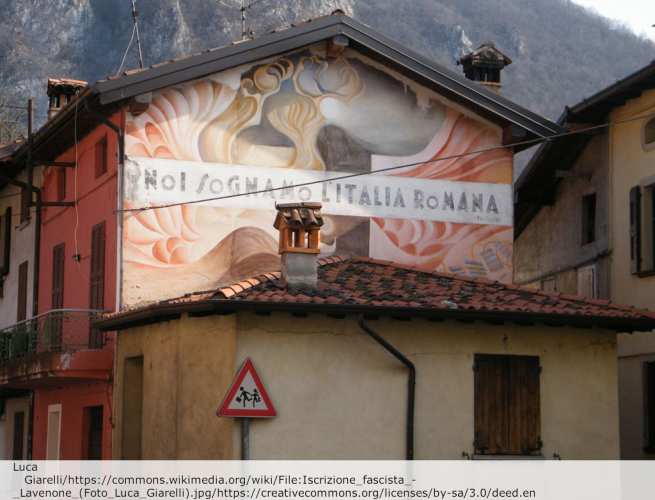 NOI SOGNAMO L'ITALIA ROMANA
Luca
Giarelli/https://commons.wikimedia.org/wiki/File:Iscrizione_fascista_-
_Lavenone_(Foto_Luca_Giarelli).jpg/https://creativecommons.org/licenses/by-sa/3.0/deed.en